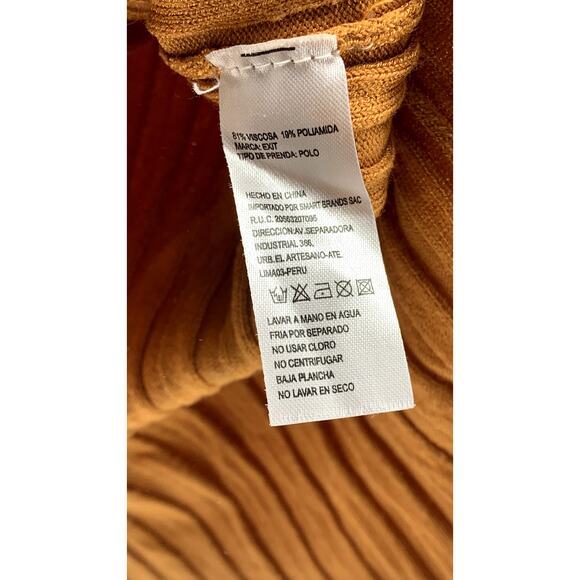 81% VISCOSA 19% POLIAMIDA
MARCA: EXIT
TIPO DE PRENDA: POLO
HECHO EN CHINA
IMPORTADO POR SMART BRANDS SAC
R.U.C. 20563207095
DIRECCION:AV.SEPARADORA
INDUSTRIAL 366,
URB.EL ARTESANO-ATE.
LIMA03-PERU
LAVAR A MANO EN AGUA
FRIA POR SEPARADO
NO USAR CLORO
NO CENTRIFUGAR
BAJA PLANCHA
NO LAVAR EN SECO